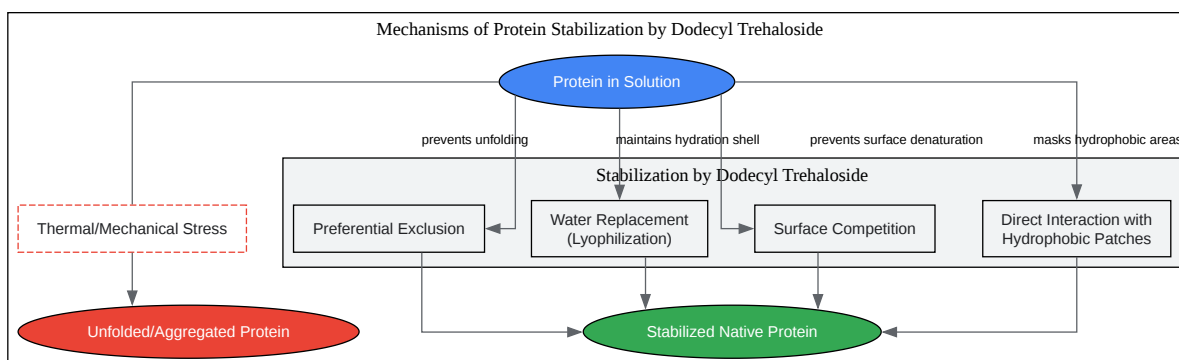 Mechanisms of Protein Stabilization by Dodecyl Trehaloside
Protein in Solution
prevents unfolding
maintains hydration shell
prevents surface denaturation
masks hydrophobic areas
Stabilization by Dodecyl Trehaloside
Thermal/Mechanical Stress
Preferential Exclusion
Water Replacement
(Lyophilization)
Surface Competition
Direct Interaction with
Hydrophobic Patches
Unfolded/Aggregated Protein
Stabilized Native Protein